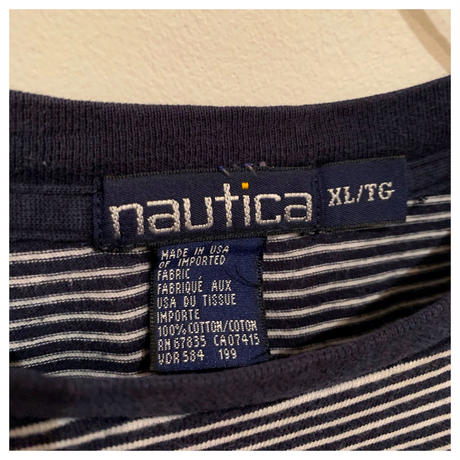 nautica
XL/TG
MADE IN USA
OF IMPORTED
FABRIC
FABRIQUÉ AUX
USA DU TISSUE
IMPORTE
100% COTTON/COTON
RN 67835 CA07415
VDR 584 199